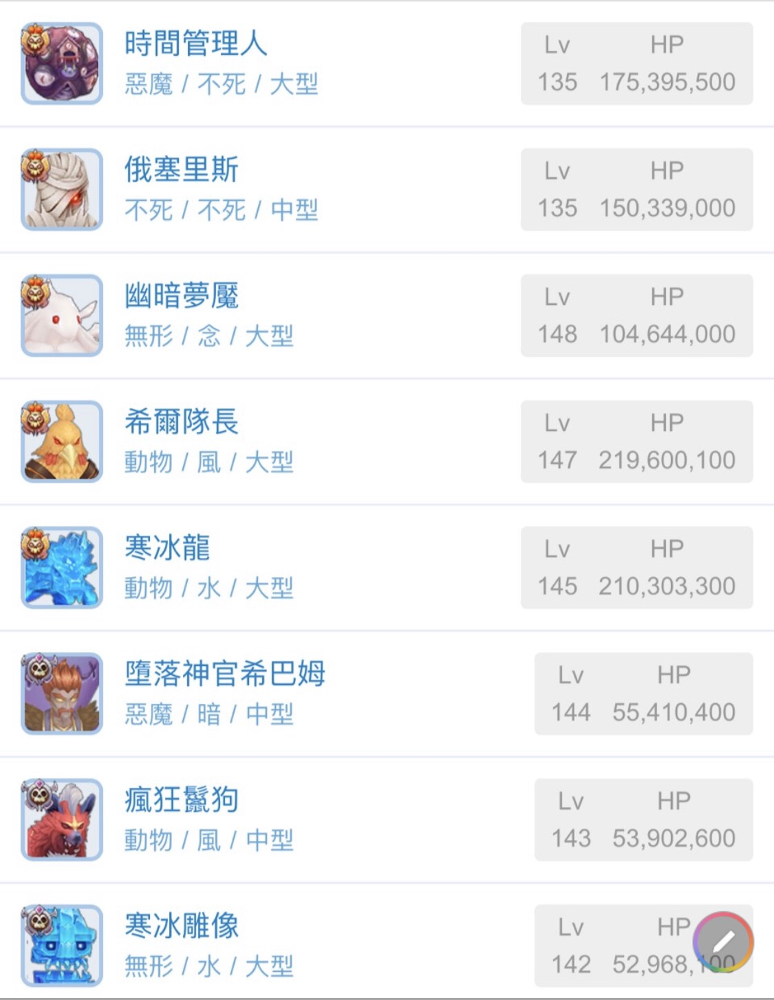 時間管理人
惡魔 / 不死 / 大型
Lv HP
135 175,395,500
俄塞里斯
不死 / 不死 / 中型
Lv HP
135 150,339,000
幽暗夢魘
無形 / 念 / 大型
Lv HP
148 104,644,000
希爾隊長
動物 / 風 / 大型
Lv HP
147 219,600,100
寒冰龍
動物 / 水 / 大型
Lv HP
145 210,303,300
墮落神官希巴姆
惡魔 / 暗 / 中型
Lv HP
144 55,410,400
瘋狂鬣狗
動物 / 風 / 中型
Lv HP
143 53,902,600
寒冰雕像
無形 / 水 / 大型
Lv HP
142 52,968,100